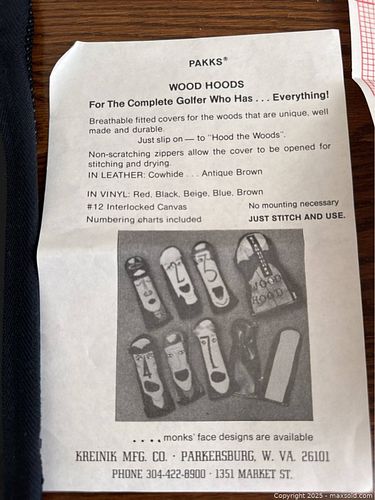 PAKKS®
WOOD HOODS
For The Complete Golfer Who Has . . . Everything!
Breathable fitted covers for the woods that are unique, well
made and durable.
Just slip on — to "Hood the Woods".
Non-scratching zippers allow the cover to be opened for
stitching and drying.
IN LEATHER: Cowhide . . . Antique Brown
IN VINYL: Red, Black, Beige, Blue, Brown
#12 Interlocked Canvas No mounting necessary
Numbering charts included JUST STITCH AND USE.
WOOD
HOOD
. . . . monks' face designs are available
KREINIK MFG. CO. · PARKERSBURG, W. VA. 26101
PHONE 304-422-8900 · 1351 MARKET ST.
Copyright © 2025 - maxsold.com